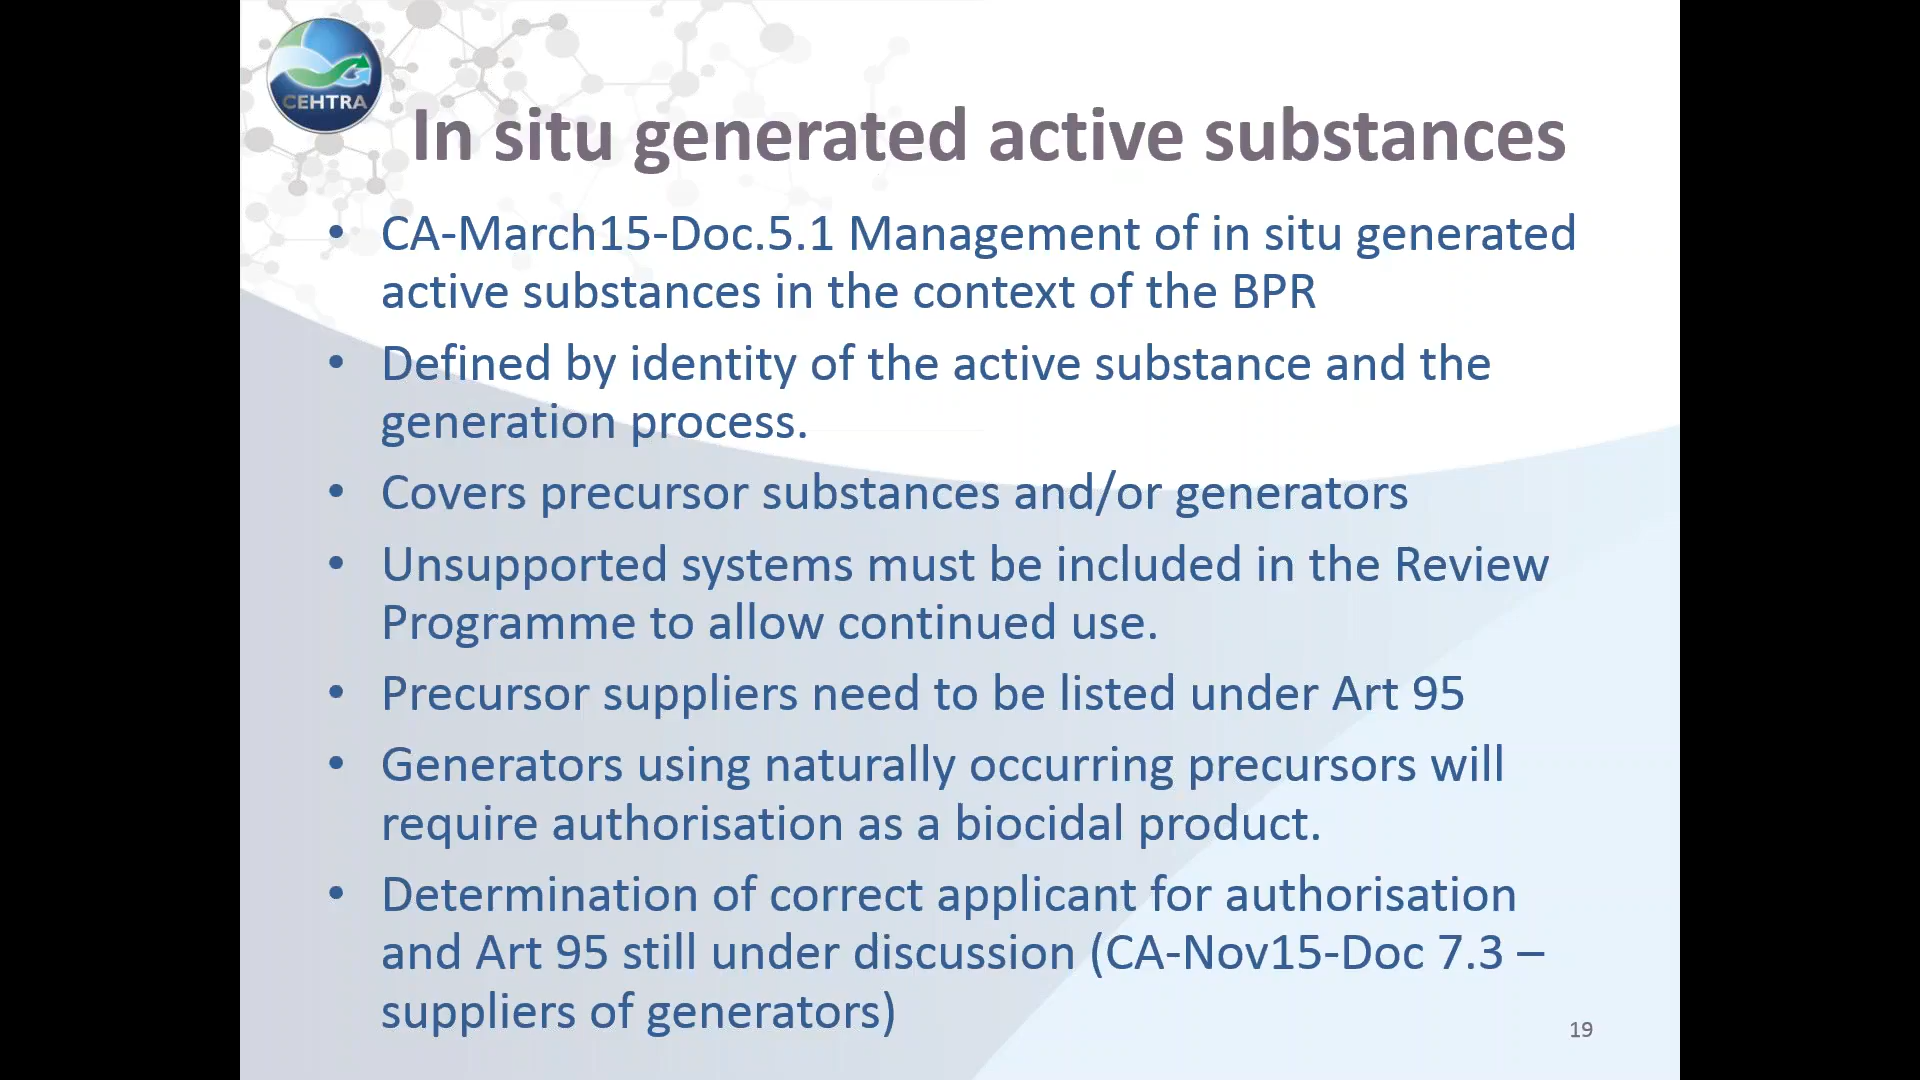 CEHTRA
In situ generated active substances
• CA-March15-Doc.5.1 Management of in situ generated
active substances in the context of the BPR
• Defined by identity of the active substance and the
generation process.
• Covers precursor substances and/or generators
• Unsupported systems must be included in the Review
Programme to allow continued use.
• Precursor suppliers need to be listed under Art 95
• Generators using naturally occurring precursors will
require authorisation as a biocidal product.
• Determination of correct applicant for authorisation
and Art 95 still under discussion (CA-Nov15-Doc 7.3 –
suppliers of generators)
19